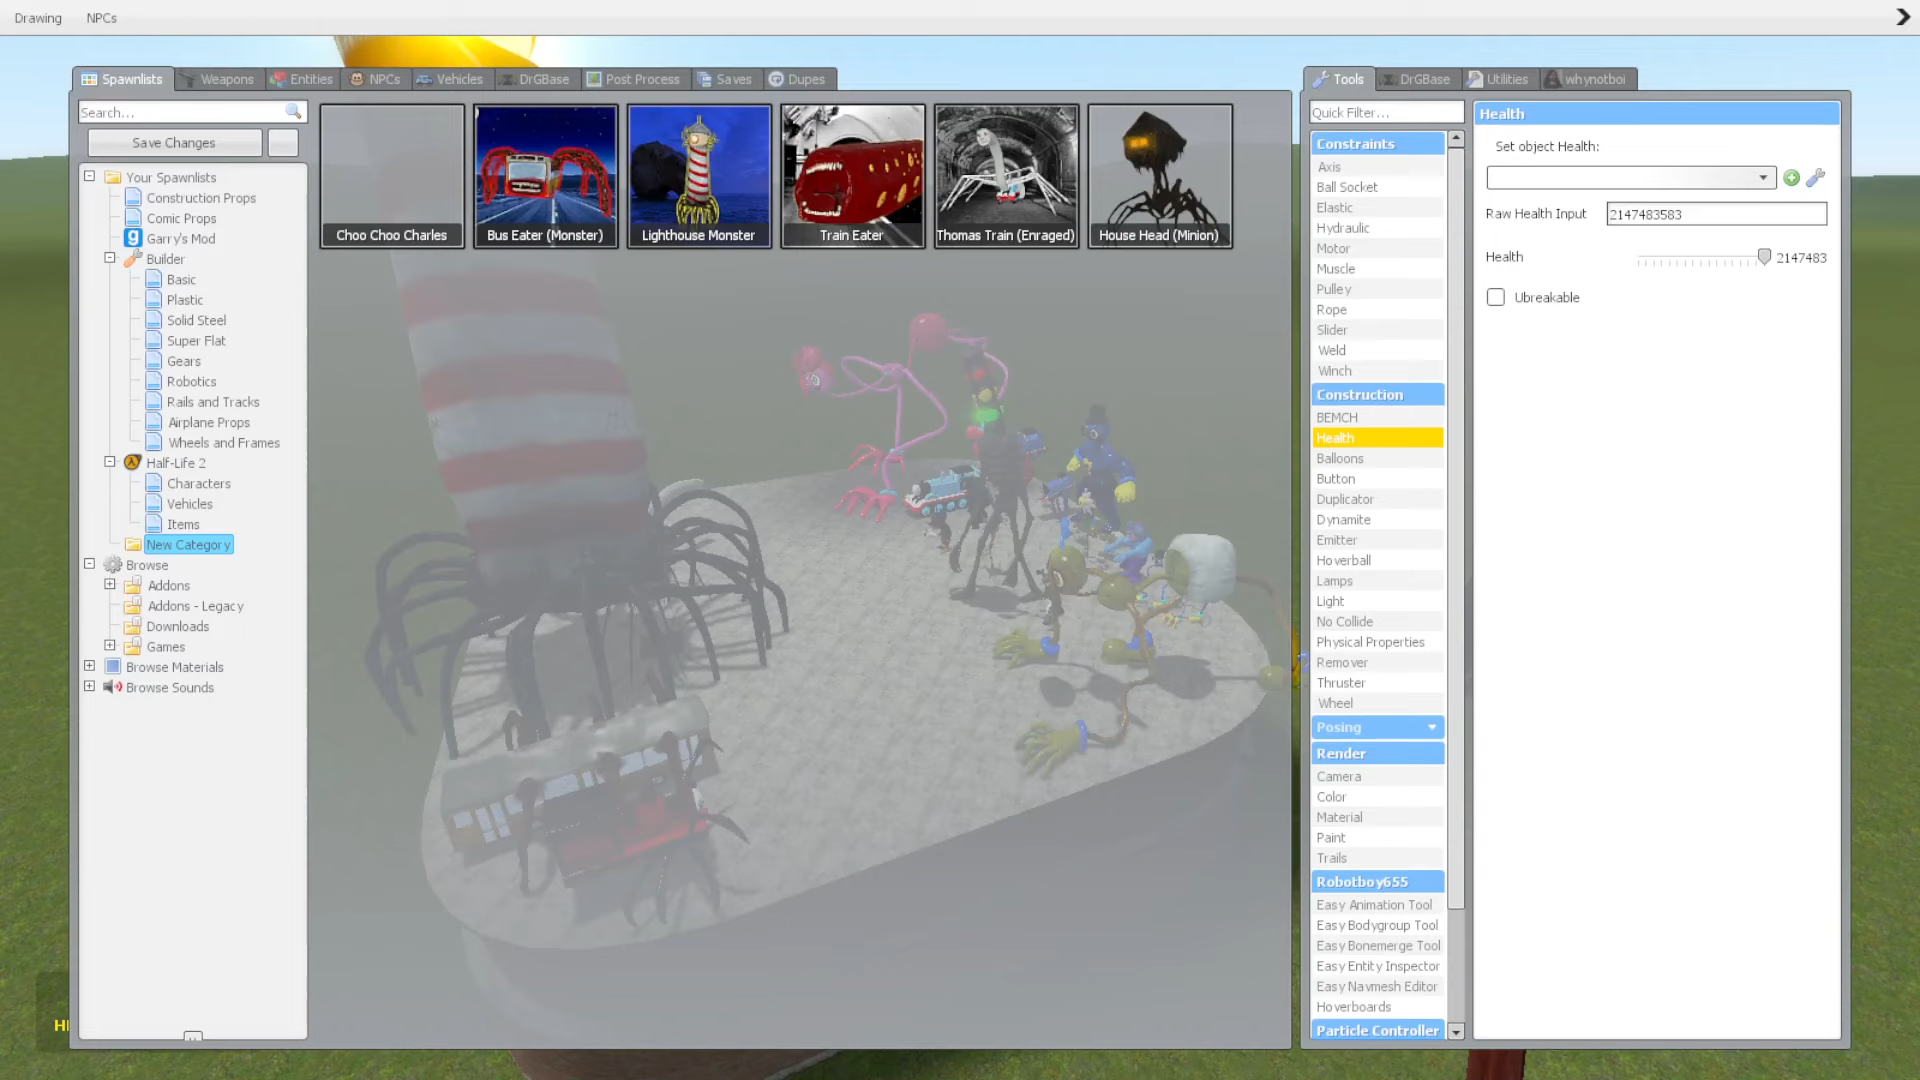 Drawing NPCs
Spawnlists Weapons Entities NPCs Vehicles DrGBase Post Process Saves Dupes
Tools DrGBase Utilities whynotboi
Search...
Save Changes
Your Spawnlists
Construction Props
Comic Props
Garry's Mod
Builder
Basic
Plastic
Solid Steel
Super Flat
Gears
Robotics
Rails and Tracks
Airplane Props
Wheels and Frames
Half-Life 2
Characters
Vehicles
Items
New Category
Browse
Addons
Addons - Legacy
Downloads
Games
Browse Materials
Browse Sounds
Choo Choo Charles
Bus Eater (Monster)
Lighthouse Monster
Train Eater
Thomas Train (Enraged)
House Head (Minion)
Quick Filter...
Constraints
Axis
Ball Socket
Elastic
Hydraulic
Motor
Muscle
Pulley
Rope
Slider
Weld
Winch
Construction
BEMCH
Health
Balloons
Button
Duplicator
Dynamite
Emitter
Hoverball
Lamps
Light
No Collide
Physical Properties
Remover
Thruster
Wheel
Posing
Render
Camera
Color
Material
Paint
Trails
Robotboy655
Easy Animation Tool
Easy Bodygroup Tool
Easy Bonemerge Tool
Easy Entity Inspector
Easy Navmesh Editor
Hoverboards
Particle Controller
Health
Set object Health:
Raw Health Input 2147483583
Health 2147483
Ubreakable